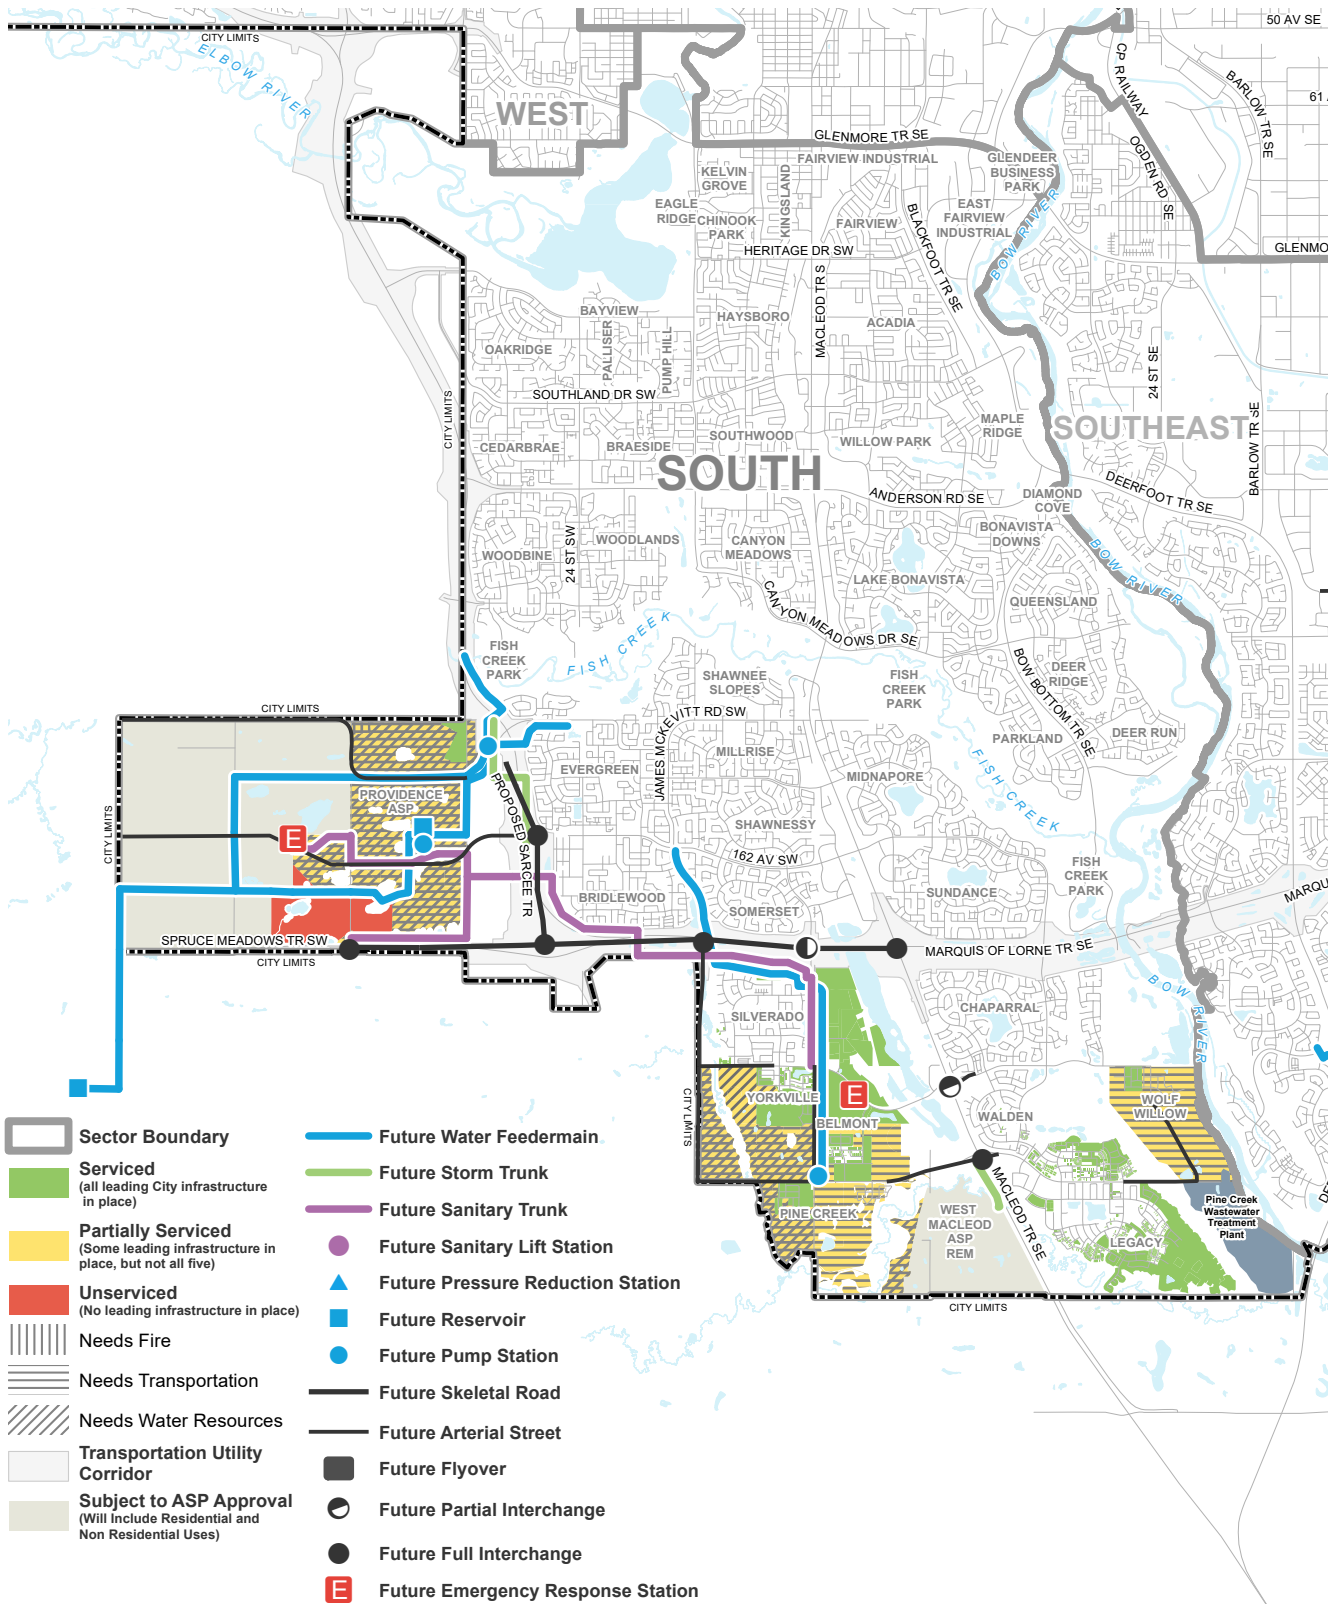 50 AV SE
CITY LIMITS
ELBOW RIVER
CP RAILWAY
BARLOW TR SE
61
WEST
GLENMORE TR SE
OGDEN RD SE
FAIRVIEW INDUSTRIAL
GLENDEER
BUSINESS
PARK
KELVIN
GROVE
KINGSLAND
EAGLE
RIDGE
CHINOOK
PARK
FAIRVIEW
BLACKFOOT TR SE
EAST
FAIRVIEW
INDUSTRIAL
BOW RIVER
HERITAGE DR SW
GLENMO
MACLEOD TR S
BAYVIEW
HAYSBORO
ACADIA
OAKRIDGE
PALLISER
PUMP HILL
24 ST SE
CITY LIMITS
SOUTHLAND DR SW
MAPLE
RIDGE
SOUTHEAST
BARLOW TR SE
CEDARBRAE
BRAESIDE
SOUTHWOOD
WILLOW PARK
SOUTH
ANDERSON RD SE
DIAMOND
COVE
DEERFOOT TR SE
BONAVISTA
DOWNS
WOODBINE
24 ST SW
WOODLANDS
CANYON
MEADOWS
BOW RIVER
LAKE BONAVISTA
CANYON MEADOWS DR SE
QUEENSLAND
FISH CREEK
FISH
CREEK
PARK
SHAWNEE
SLOPES
FISH
CREEK
PARK
BOW BOTTOM TR SE
DEER
RIDGE
CITY LIMITS
JAMES MCKEVITT RD SW
MILLRISE
PARKLAND
DEER RUN
EVERGREEN
MIDNAPORE
FISH CREEK
PROVIDENCE
ASP
PROPOSED SARCEE TR
CITY LIMITS
SHAWNESSY
E
162 AV SW
FISH
CREEK
PARK
BRIDLEWOOD
SUNDANCE
MARQU
SOMERSET
SPRUCE MEADOWS TR SW
CITY LIMITS
MARQUIS OF LORNE TR SE
BOW RIVER
SILVERADO
CHAPARRAL
CITY LIMITS
YORKVILLE
E
BELMONT
WALDEN
WOLF
WILLOW
PINE CREEK
WEST
MACLEOD
ASP
REM
MACLEOD TR SE
LEGACY
Pine Creek
Wastewater
Treatment
Plant
DE
CITY LIMITS
Sector Boundary
Serviced
(all leading City infrastructure
in place)
Partially Serviced
(Some leading infrastructure in
place, but not all five)
Unserviced
(No leading infrastructure in place)
Needs Fire
Needs Transportation
Needs Water Resources
Transportation Utility
Corridor
Subject to ASP Approval
(Will Include Residential and
Non Residential Uses)
Future Water Feedermain
Future Storm Trunk
Future Sanitary Trunk
Future Sanitary Lift Station
Future Pressure Reduction Station
Future Reservoir
Future Pump Station
Future Skeletal Road
Future Arterial Street
Future Flyover
Future Partial Interchange
Future Full Interchange
E
Future Emergency Response Station